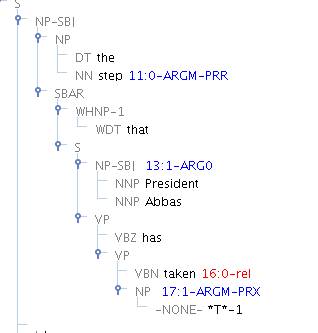 S
NP-SBJ
NP
DT the
NN step 11:0-ARGM-PRR
SBAR
WHNP-1
WDT that
S
NP-SBJ 13:1-ARG0
NNP President
NNP Abbas
VP
VBZ has
VP
VBN taken 16:0-rel
NP 17:1-ARGM-PRX
-NONE- *T*-1